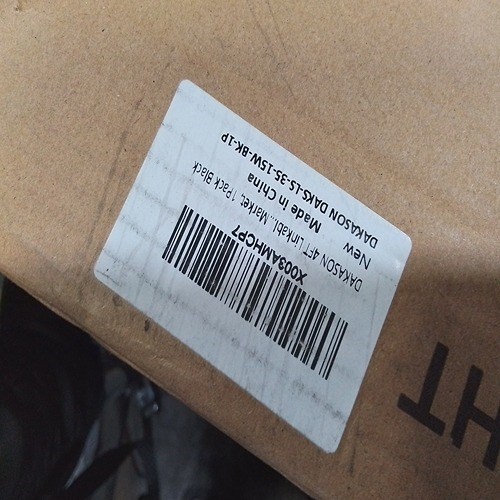 X003AMHCP7
DAKASON 4FT Linkabl...Market, 1Pack Black
New
Made in China
DAKASON DAKS-LS-3S-15W-BK-1P
HT